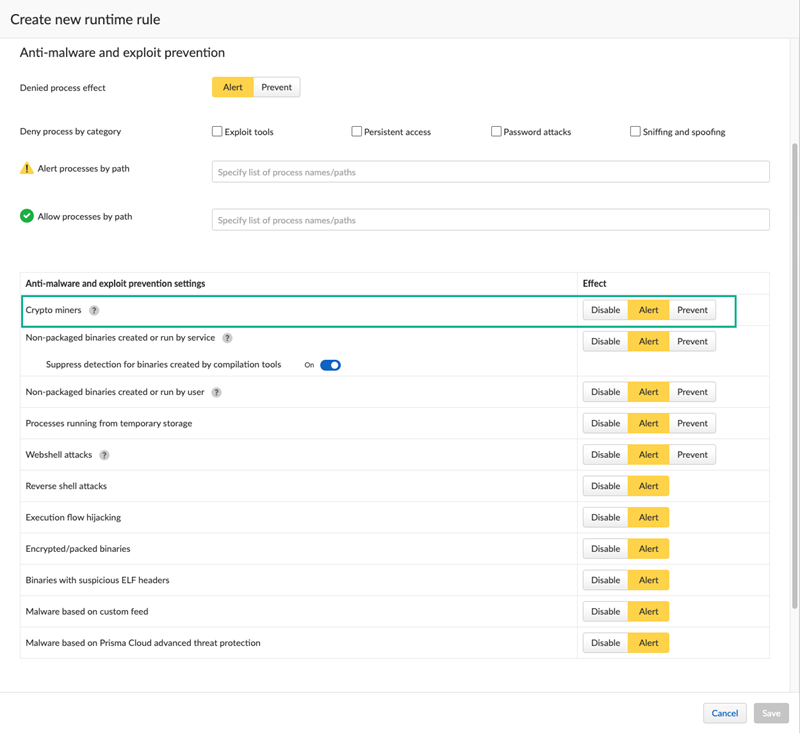 Create new runtime rule
Anti-malware and exploit prevention
Denied process effect Alert Prevent
Deny process by category Exploit tools Persistent access Password attacks Sniffing and spoofing
! Alert processes by path Specify list of process names/paths
Allow processes by path Specify list of process names/paths
Anti-malware and exploit prevention settings Effect
Crypto miners ? Disable Alert Prevent
Non-packaged binaries created or run by service ? Disable Alert Prevent
Suppress detection for binaries created by compilation tools On
Non-packaged binaries created or run by user ? Disable Alert Prevent
Processes running from temporary storage Disable Alert Prevent
Webshell attacks ? Disable Alert Prevent
Reverse shell attacks Disable Alert
Execution flow hijacking Disable Alert
Encrypted/packed binaries Disable Alert
Binaries with suspicious ELF headers Disable Alert
Malware based on custom feed Disable Alert
Malware based on Prisma Cloud advanced threat protection Disable Alert
Cancel Save